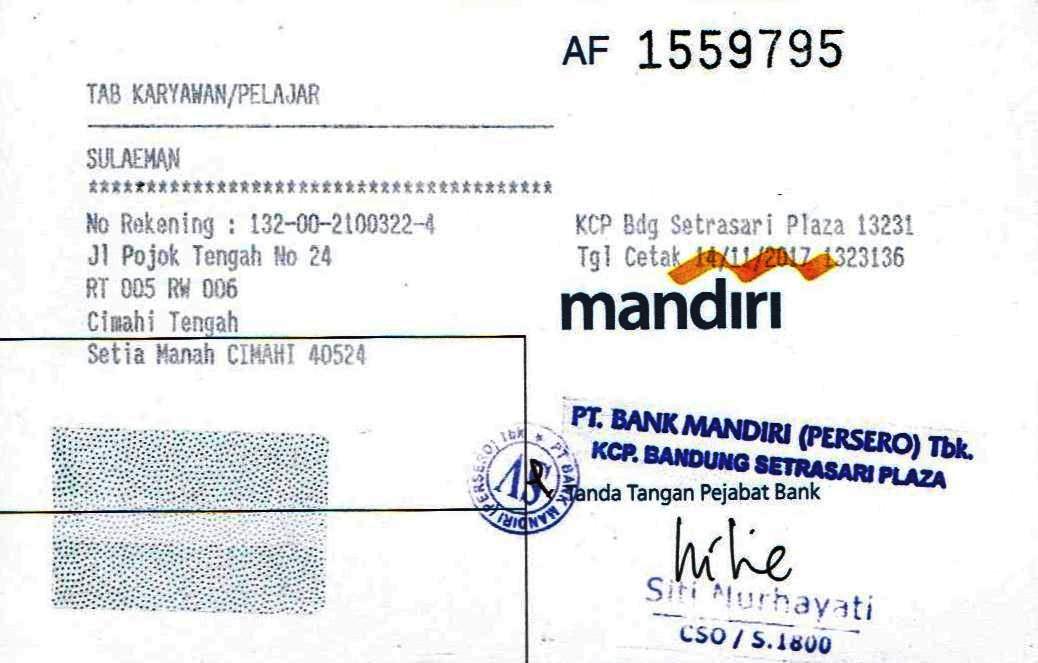 AF 1559795
TAB KARYAWAN/PELAJAR
SULAEMAN
****************************************
No Rekening : 132-00-2100322-4
Jl Pojok Tengah No 24
RT 005 RW 006
Cimahi Tengah
Setia Manah CIMAHI 40524
KCP Bdg Setrasari Plaza 13231
Tgl Cetak 14/11/2017 1323136
mandiri
PT. BANK MANDIRI (PERSERO) Tbk.
KCP. BANDUNG SETRASARI PLAZA
PT BANK MANDIRI (PERSERO) Tbk *
Tanda Tangan Pejabat Bank
Siti Nurhayati
CSO / S.1800